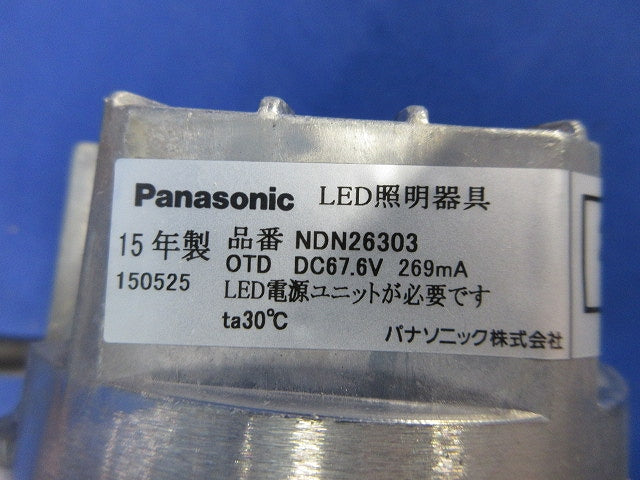 Panasonic LED照明器具
15年製 品番 NDN26303
OTD DC67.6V 269mA
150525
LED電源ユニットが必要です
ta30℃
パナソニック株式会社